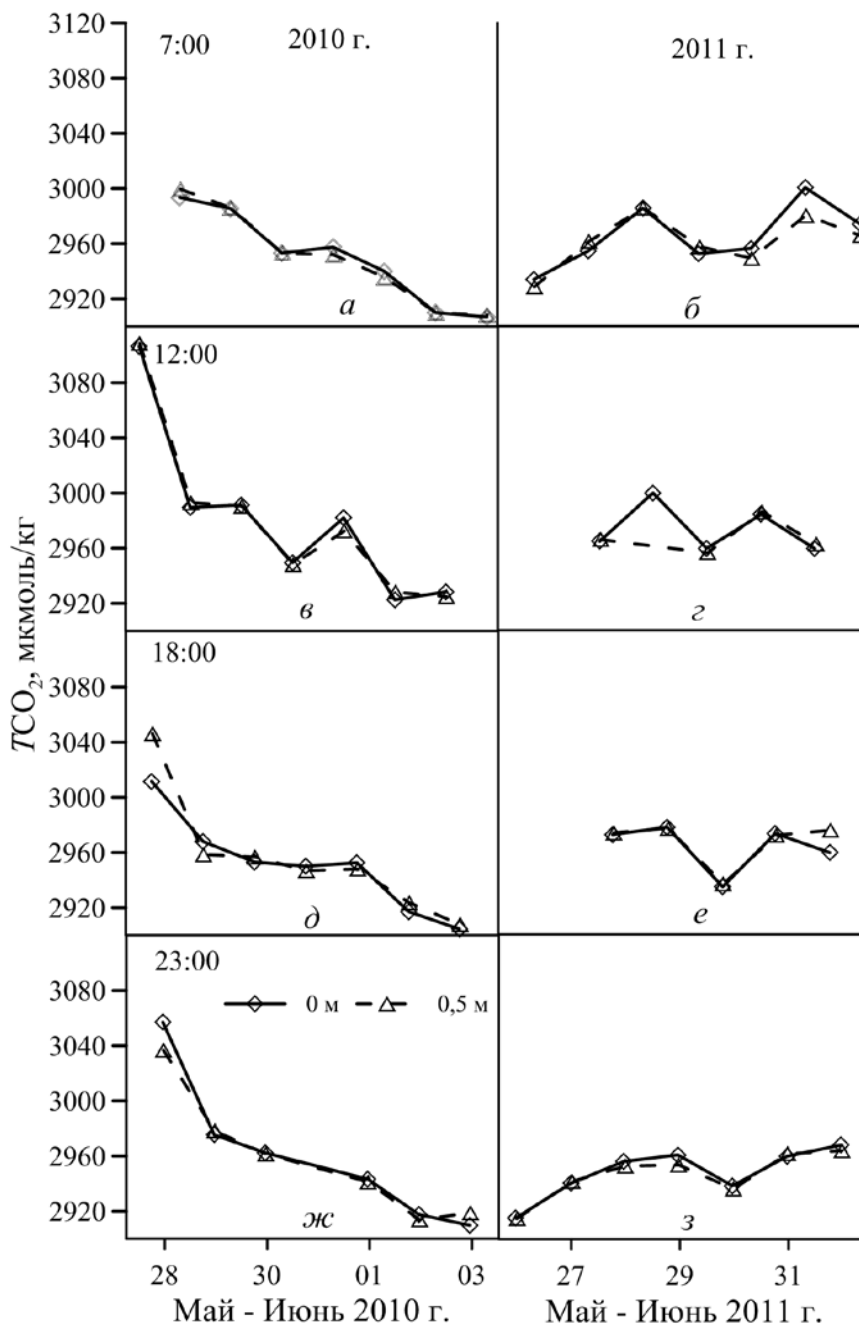 2010 г.
2011 г.
7:00
3120
3080
3040
3000
2960
2920
а
б
12:00
3080
3040
3000
2960
2920
в
г
18:00
3080
3040
3000
2960
2920
д
е
23:00
0 м
0,5 м
3080
3040
3000
2960
2920
ж
з
TCO₂, мкмоль/кг
28 30 01 03
27 29 31
Май - Июнь 2010 г.
Май - Июнь 2011 г.